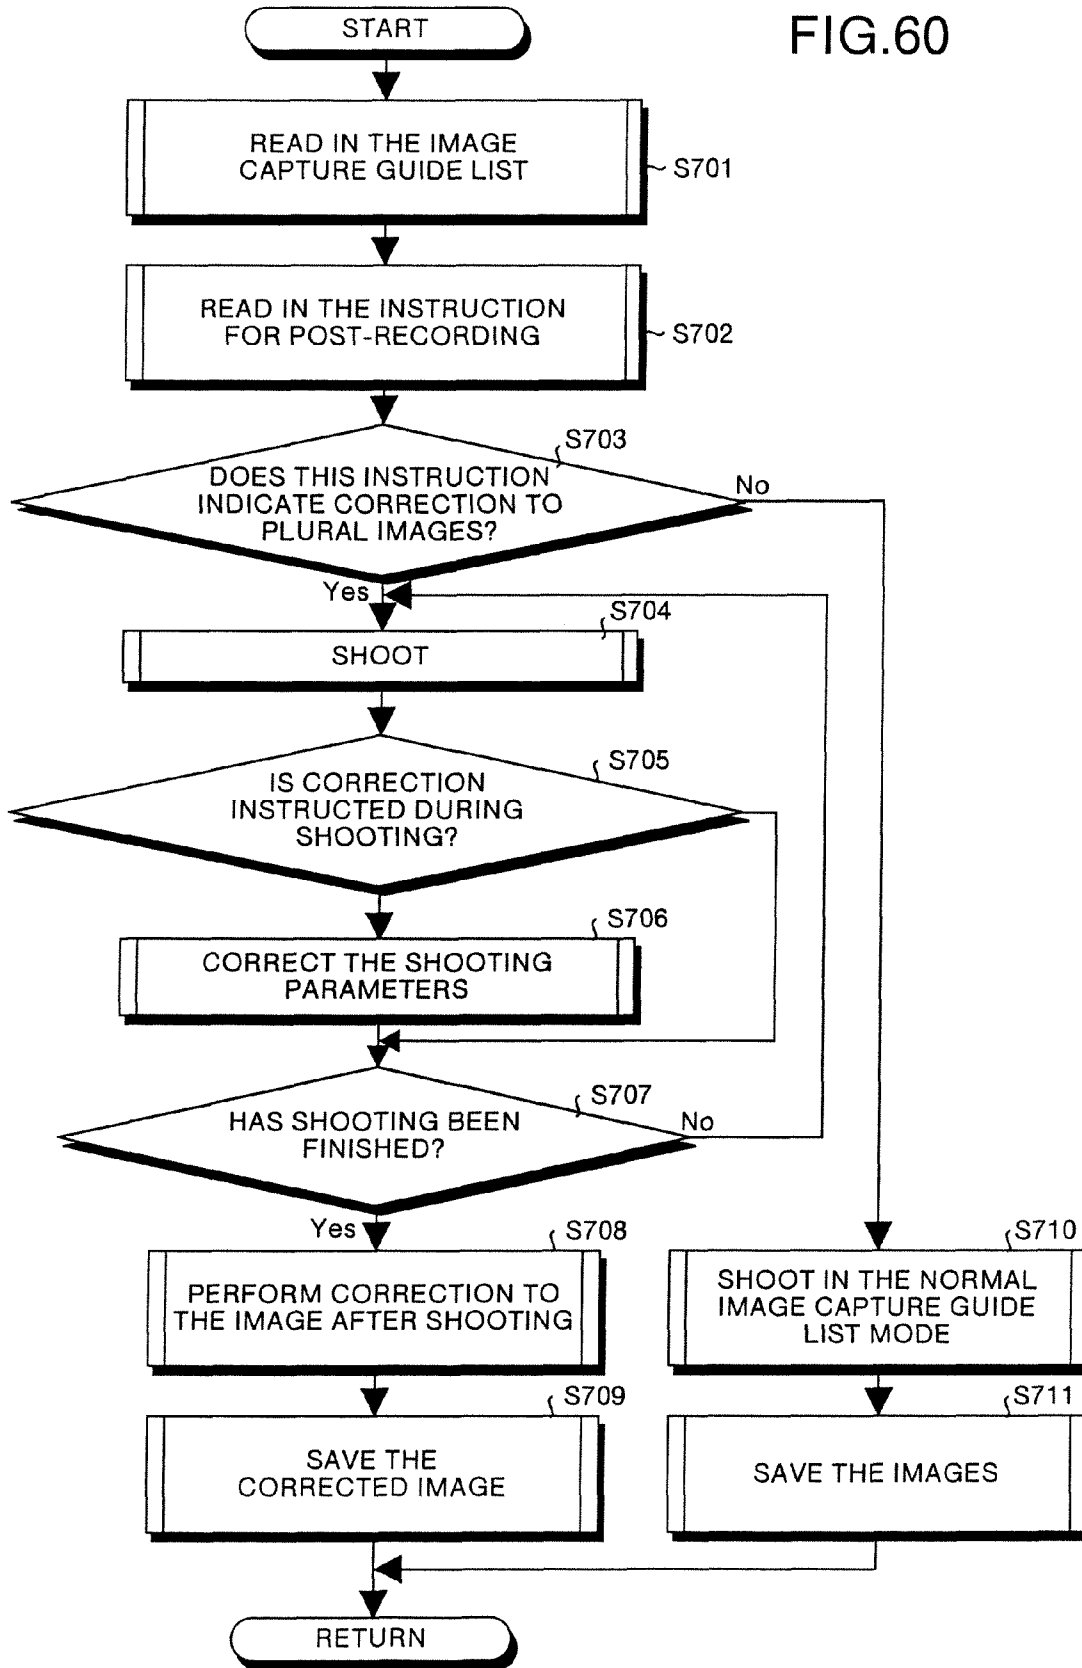 FIG.60
START
READ IN THE IMAGE
CAPTURE GUIDE LIST
S701
READ IN THE INSTRUCTION
FOR POST-RECORDING
S702
S703
DOES THIS INSTRUCTION
INDICATE CORRECTION TO
PLURAL IMAGES?
No
Yes
S704
SHOOT
S705
IS CORRECTION
INSTRUCTED DURING
SHOOTING?
S706
CORRECT THE SHOOTING
PARAMETERS
S707
HAS SHOOTING BEEN
FINISHED?
No
Yes
S708
PERFORM CORRECTION TO
THE IMAGE AFTER SHOOTING
S710
SHOOT IN THE NORMAL
IMAGE CAPTURE GUIDE
LIST MODE
S709
SAVE THE
CORRECTED IMAGE
S711
SAVE THE IMAGES
RETURN